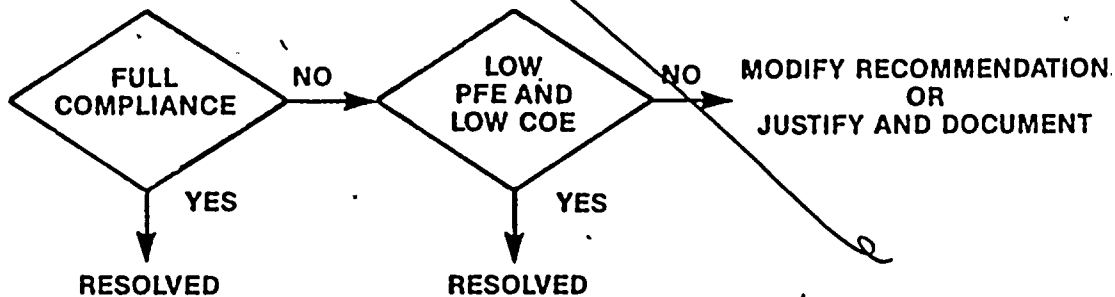 FULL
COMPLIANCE
NO
LOW
PFE AND
LOW COE
NO
MODIFY RECOMMENDATION
OR
JUSTIFY AND DOCUMENT
YES
YES
RESOLVED
RESOLVED